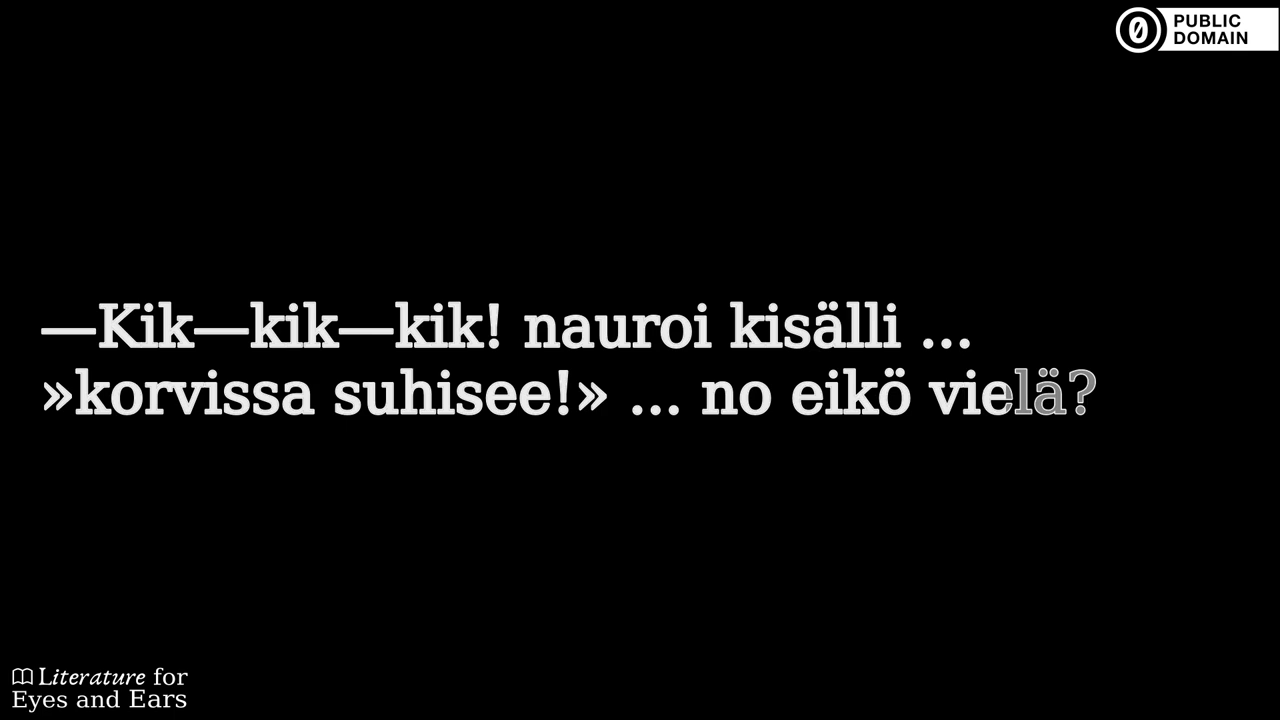 PUBLIC
DOMAIN
—Kik—kik—kik! nauroi kisälli ...
»korvissa suhisee!» ... no eikö vielä?
Literature for
Eyes and Ears